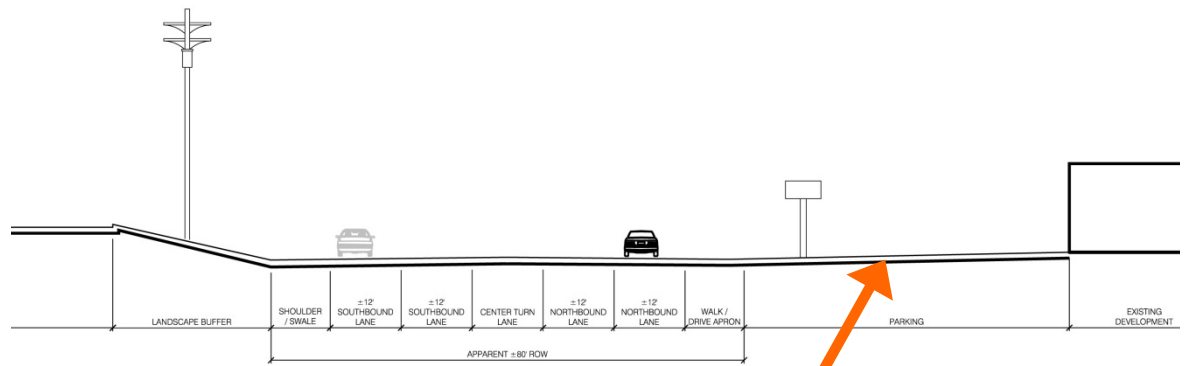 LANDSCAPE BUFFER
SHOULDER
/ SWALE
±12'
SOUTHBOUND
LANE
±12'
SOUTHBOUND
LANE
CENTER TURN
LANE
±12'
NORTHBOUND
LANE
±12'
NORTHBOUND
LANE
WALK /
DRIVE APRON
PARKING
EXISTING
DEVELOPMENT
APPARENT ±80' ROW